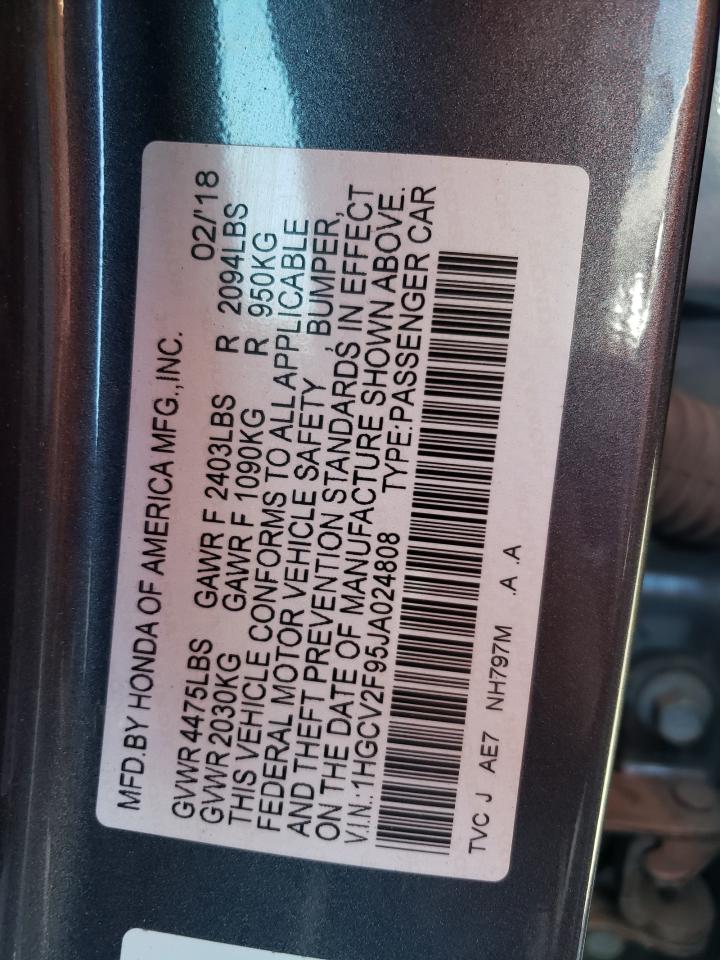 MFD.BY HONDA OF AMERICA MFG.,INC. 02/'18
GVWR 4475LBS GAWR F 2403LBS R 2094LBS
GVWR 2030KG GAWR F 1090KG R 950KG
THIS VEHICLE CONFORMS TO ALL APPLICABLE
FEDERAL MOTOR VEHICLE SAFETY, BUMPER,
AND THEFT PREVENTION STANDARDS IN EFFECT
ON THE DATE OF MANUFACTURE SHOWN ABOVE.
V.I.N.:1HGCV2F95JA024808 TYPE:PASSENGER CAR
TVC J AE7 NH797M .A .A